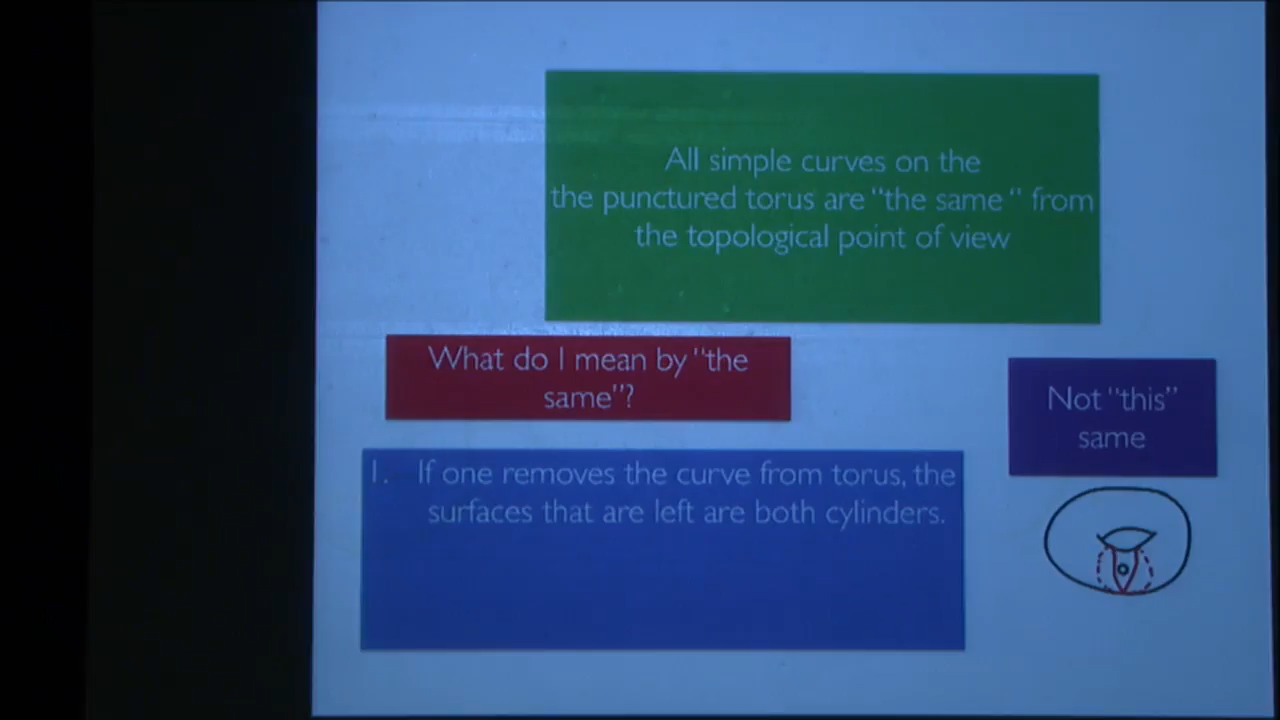 All simple curves on the
the punctured torus are “the same “ from
the topological point of view
What do I mean by “the
same”?
Not “this”
same
1. If one removes the curve from torus, the
surfaces that are left are both cylinders.